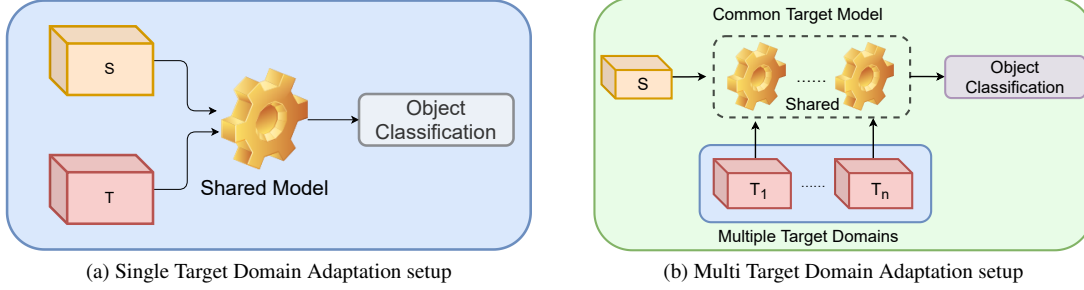 S
T
Shared Model
Object
Classification
(a) Single Target Domain Adaptation setup
Common Target Model
S
......
Shared
Object
Classification
T1
......
Tn
Multiple Target Domains
(b) Multi Target Domain Adaptation setup